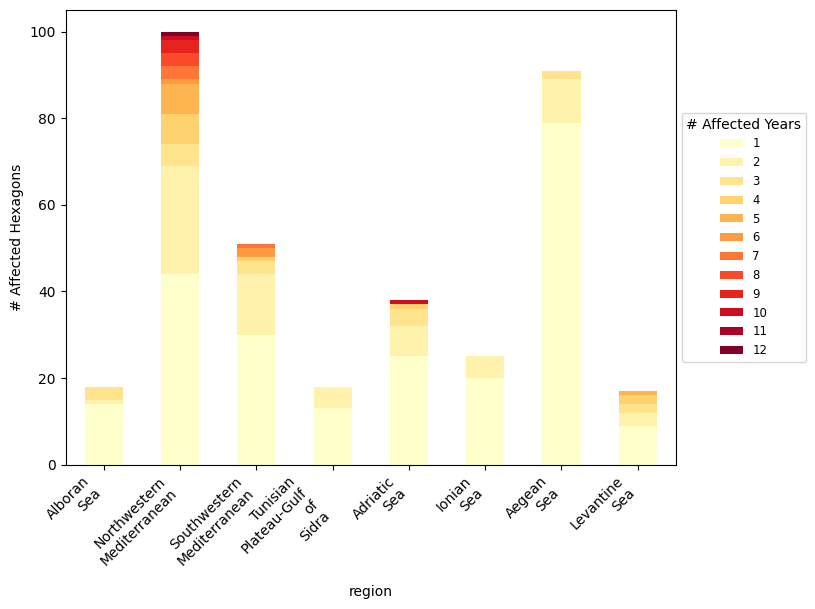 # Affected Hexagons
100
80
60
40
20
0
Alboran
Sea
Northwestern
Mediterranean
Southwestern
Mediterranean
Tunisian
Plateau-Gulf
of
Sidra
Adriatic
Sea
Ionian
Sea
Aegean
Sea
Levantine
Sea
region
# Affected Years
1
2
3
4
5
6
7
8
9
10
11
12